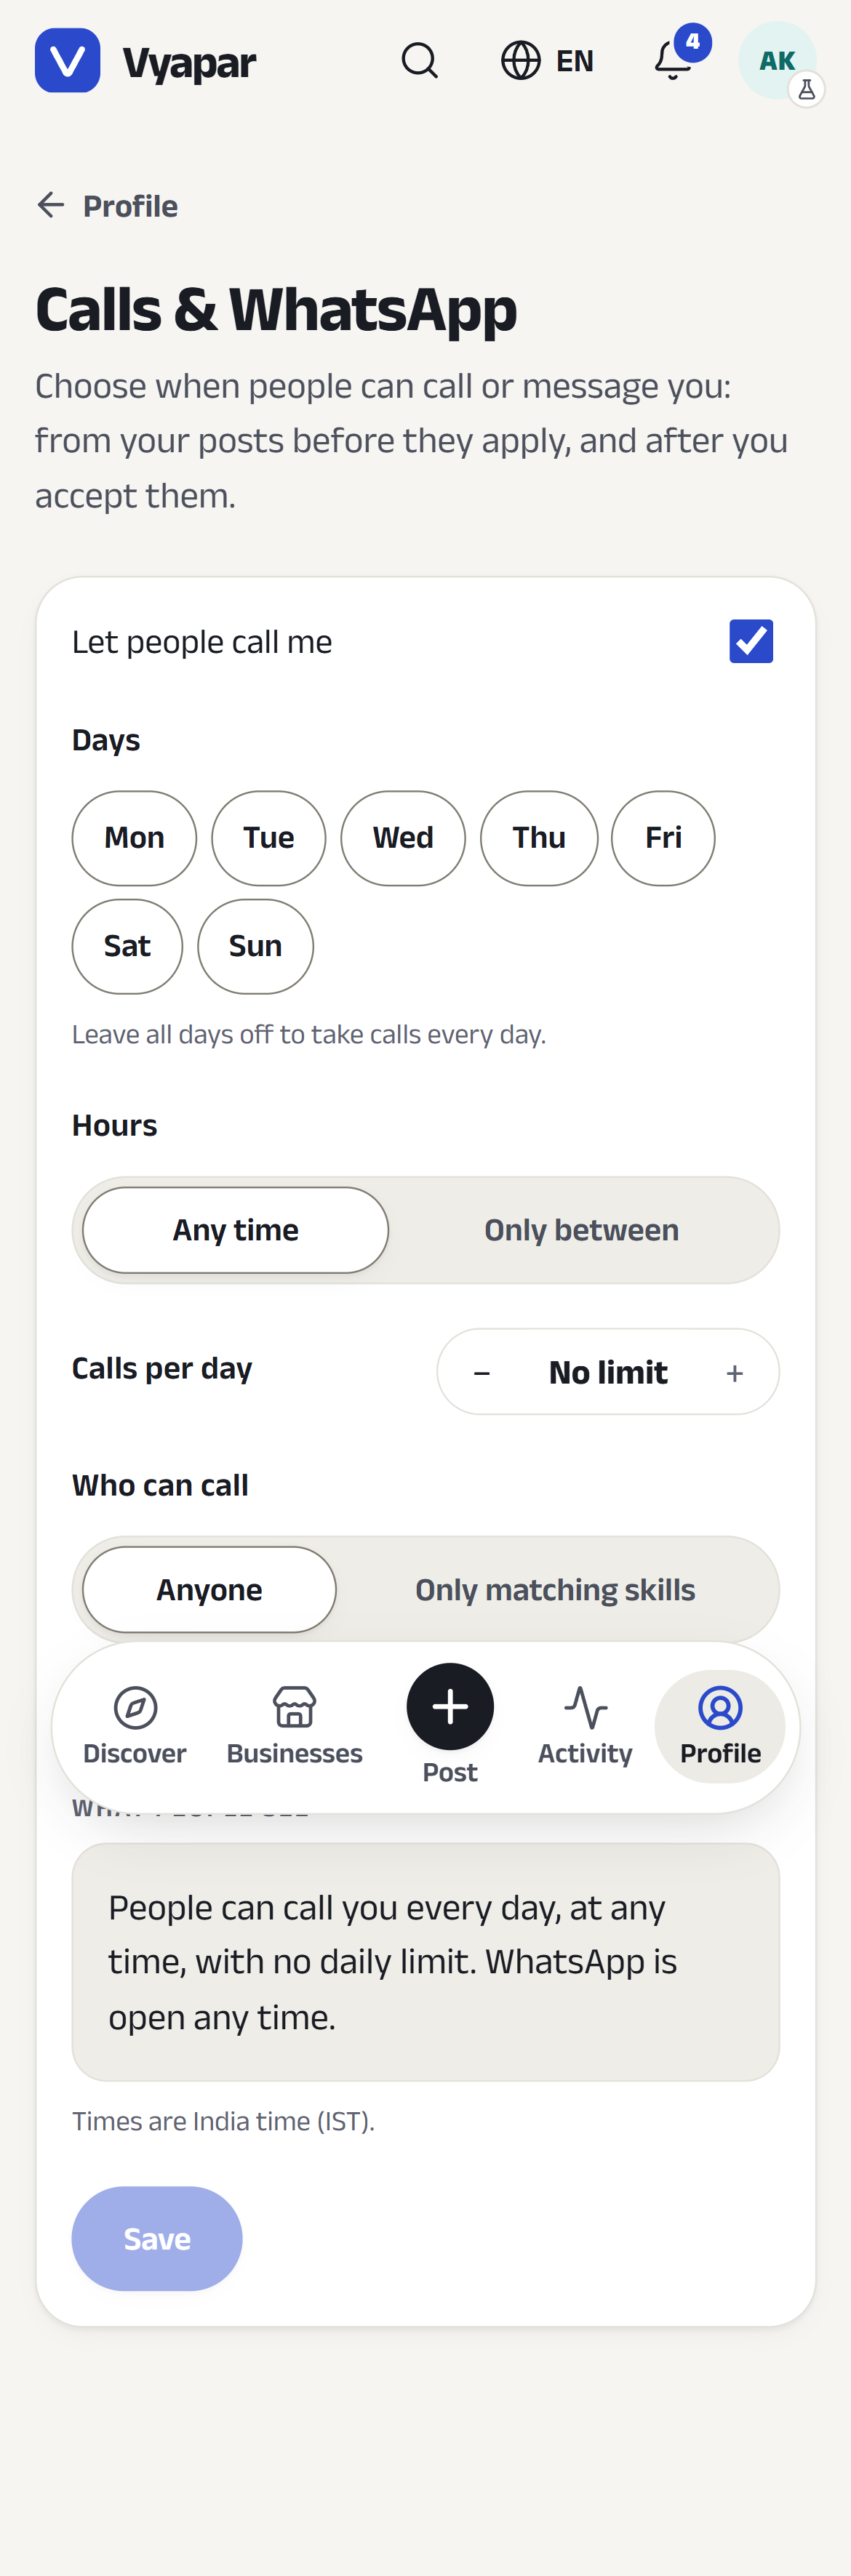 Vyapar
EN
4
AK
Profile
Calls & WhatsApp
Choose when people can call or message you:
from your posts before they apply, and after you
accept them.
Let people call me
Days
Mon Tue Wed Thu Fri
Sat Sun
Leave all days off to take calls every day.
Hours
Any time Only between
Calls per day − No limit +
Who can call
Anyone Only matching skills
Discover Businesses Post Activity Profile
People can call you every day, at any
time, with no daily limit. WhatsApp is
open any time.
Times are India time (IST).
Save